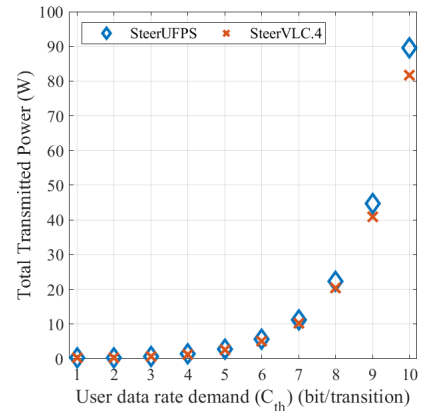 100
SteerUFPS SteerVLC.4
90
80
70
60
50
40
30
20
10
0
Total Transmitted Power (W)
1 2 3 4 5 6 7 8 9 10
User data rate demand (C_th) (bit/transition)